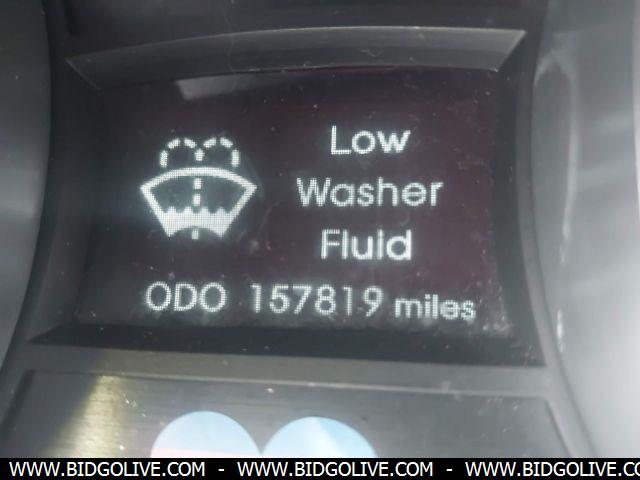 Low
Washer
Fluid
ODO 157819 miles
WWW.BIDGOLIVE.COM - WWW.BIDGOLIVE.COM - WWW.BIDGOLIVE.CO